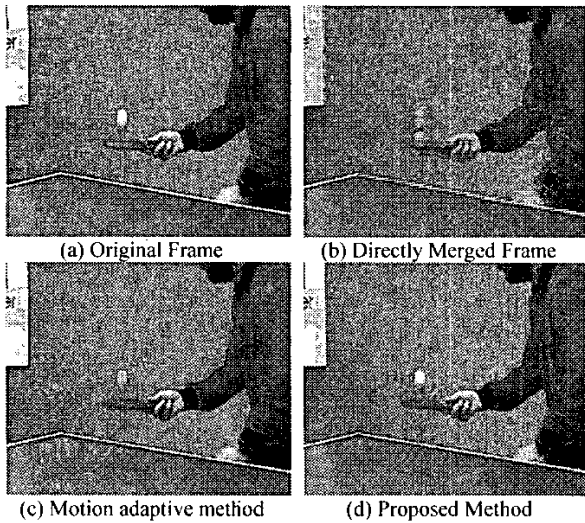 (a) Original Frame
(b) Directly Merged Frame
(c) Motion adaptive method
(d) Proposed Method